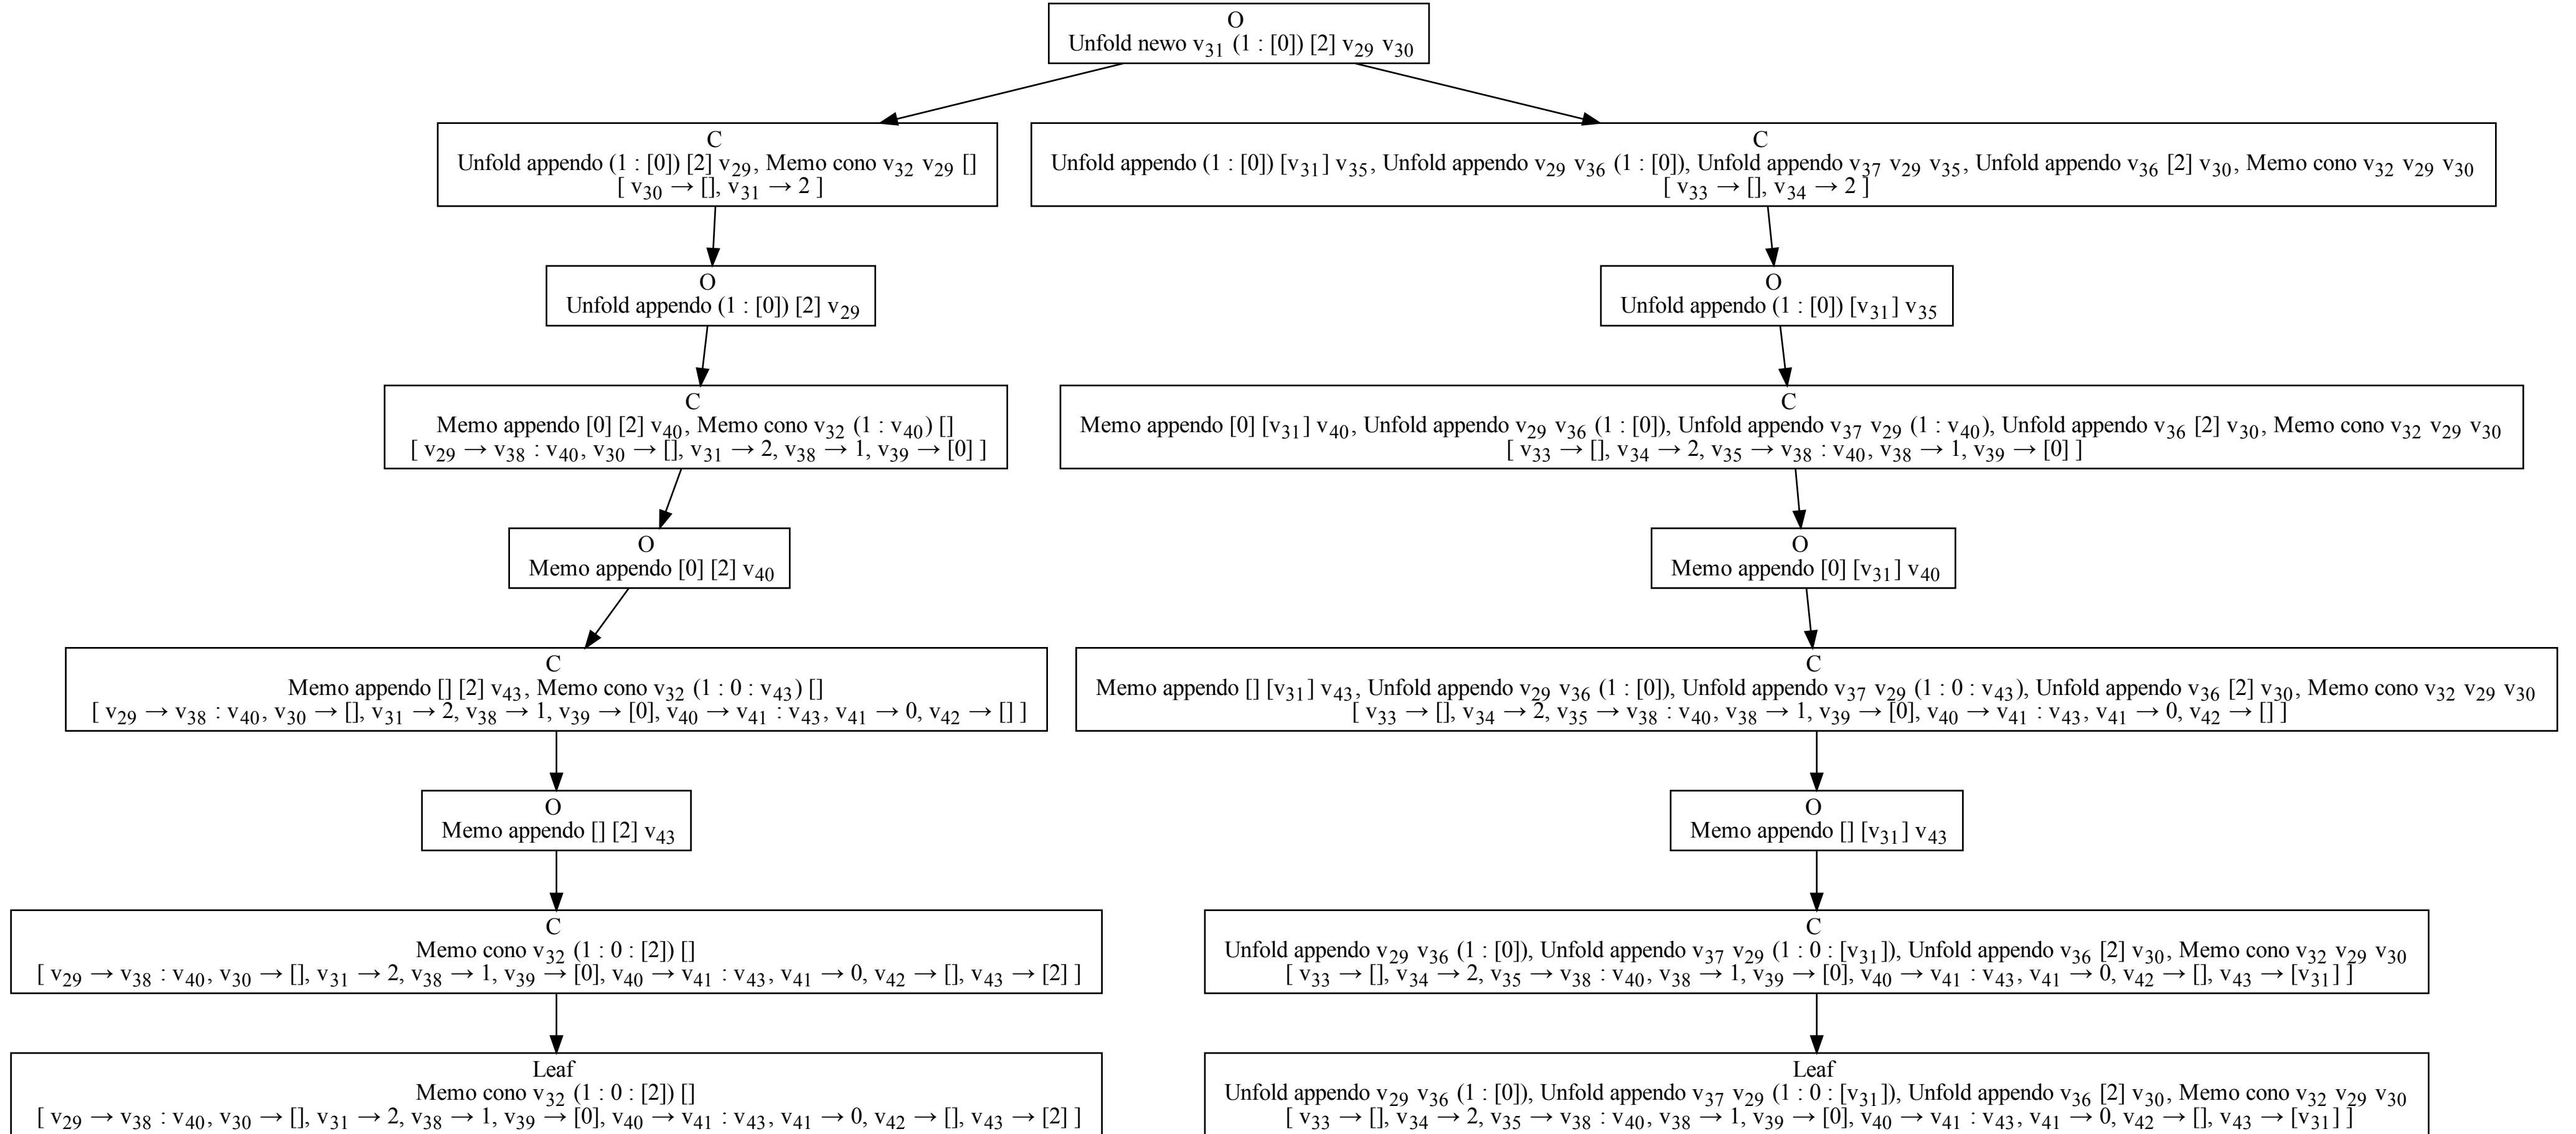 O
Unfold newo v₃₁ (1 : [0]) [2] v₂₉ v₃₀
C
Unfold appendo (1 : [0]) [2] v₂₉, Memo cono v₃₂ v₂₉ []
[ v₃₀ → [], v₃₁ → 2 ]
C
Unfold appendo (1 : [0]) [v₃₁] v₃₅, Unfold appendo v₂₉ v₃₆ (1 : [0]), Unfold appendo v₃₇ v₂₉ v₃₅, Unfold appendo v₃₆ [2] v₃₀, Memo cono v₃₂ v₂₉ v₃₀
[ v₃₃ → [], v₃₄ → 2 ]
O
Unfold appendo (1 : [0]) [2] v₂₉
O
Unfold appendo (1 : [0]) [v₃₁] v₃₅
C
Memo appendo [0] [2] v₄₀, Memo cono v₃₂ (1 : v₄₀) []
[ v₂₉ → v₃₈ : v₄₀, v₃₀ → [], v₃₁ → 2, v₃₈ → 1, v₃₉ → [0] ]
C
Memo appendo [0] [v₃₁] v₄₀, Unfold appendo v₂₉ v₃₆ (1 : [0]), Unfold appendo v₃₇ v₂₉ (1 : v₄₀), Unfold appendo v₃₆ [2] v₃₀, Memo cono v₃₂ v₂₉ v₃₀
[ v₃₃ → [], v₃₄ → 2, v₃₅ → v₃₈ : v₄₀, v₃₈ → 1, v₃₉ → [0] ]
O
Memo appendo [0] [2] v₄₀
O
Memo appendo [0] [v₃₁] v₄₀
C
Memo appendo [] [2] v₄₃, Memo cono v₃₂ (1 : 0 : v₄₃) []
[ v₂₉ → v₃₈ : v₄₀, v₃₀ → [], v₃₁ → 2, v₃₈ → 1, v₃₉ → [0], v₄₀ → v₄₁ : v₄₃, v₄₁ → 0, v₄₂ → [] ]
C
Memo appendo [] [v₃₁] v₄₃, Unfold appendo v₂₉ v₃₆ (1 : [0]), Unfold appendo v₃₇ v₂₉ (1 : 0 : v₄₃), Unfold appendo v₃₆ [2] v₃₀, Memo cono v₃₂ v₂₉ v₃₀
[ v₃₃ → [], v₃₄ → 2, v₃₅ → v₃₈ : v₄₀, v₃₈ → 1, v₃₉ → [0], v₄₀ → v₄₁ : v₄₃, v₄₁ → 0, v₄₂ → [] ]
O
Memo appendo [] [2] v₄₃
O
Memo appendo [] [v₃₁] v₄₃
C
Memo cono v₃₂ (1 : 0 : [2]) []
[ v₂₉ → v₃₈ : v₄₀, v₃₀ → [], v₃₁ → 2, v₃₈ → 1, v₃₉ → [0], v₄₀ → v₄₁ : v₄₃, v₄₁ → 0, v₄₂ → [], v₄₃ → [2] ]
C
Unfold appendo v₂₉ v₃₆ (1 : [0]), Unfold appendo v₃₇ v₂₉ (1 : 0 : [v₃₁]), Unfold appendo v₃₆ [2] v₃₀, Memo cono v₃₂ v₂₉ v₃₀
[ v₃₃ → [], v₃₄ → 2, v₃₅ → v₃₈ : v₄₀, v₃₈ → 1, v₃₉ → [0], v₄₀ → v₄₁ : v₄₃, v₄₁ → 0, v₄₂ → [], v₄₃ → [v₃₁] ]
Leaf
Memo cono v₃₂ (1 : 0 : [2]) []
[ v₂₉ → v₃₈ : v₄₀, v₃₀ → [], v₃₁ → 2, v₃₈ → 1, v₃₉ → [0], v₄₀ → v₄₁ : v₄₃, v₄₁ → 0, v₄₂ → [], v₄₃ → [2] ]
Leaf
Unfold appendo v₂₉ v₃₆ (1 : [0]), Unfold appendo v₃₇ v₂₉ (1 : 0 : [v₃₁]), Unfold appendo v₃₆ [2] v₃₀, Memo cono v₃₂ v₂₉ v₃₀
[ v₃₃ → [], v₃₄ → 2, v₃₅ → v₃₈ : v₄₀, v₃₈ → 1, v₃₉ → [0], v₄₀ → v₄₁ : v₄₃, v₄₁ → 0, v₄₂ → [], v₄₃ → [v₃₁] ]